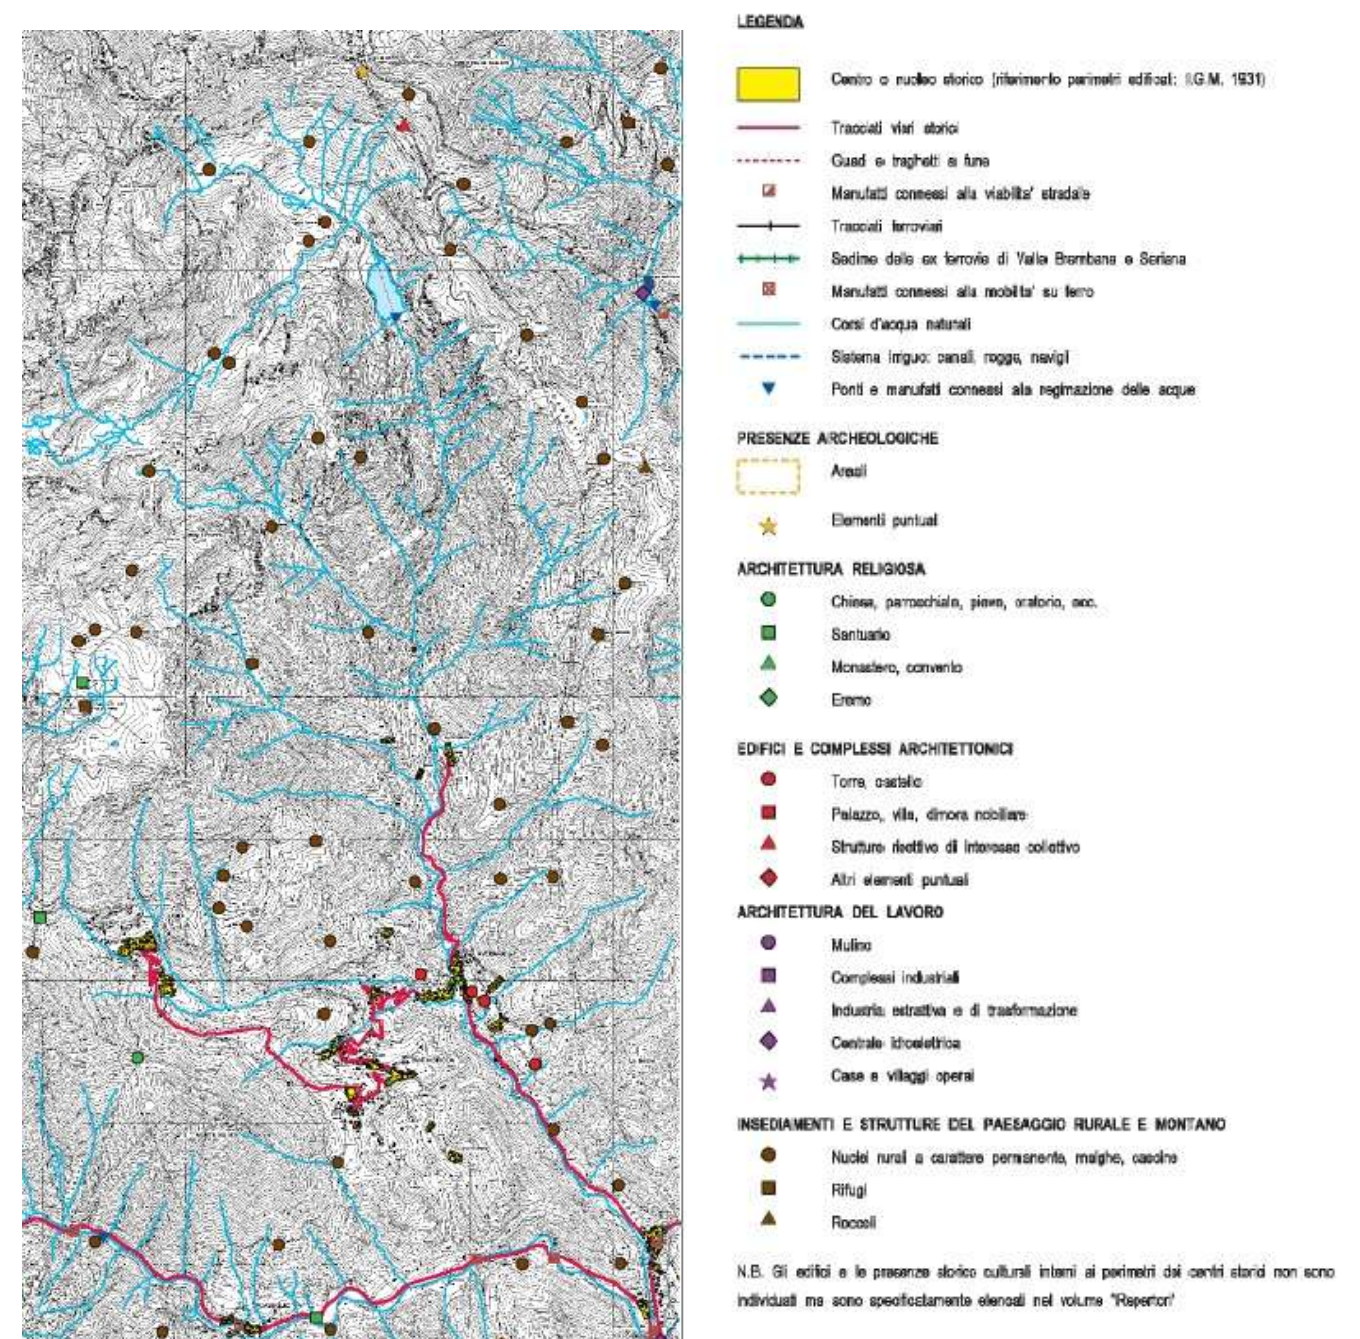 LEGENDA
Centro o nucleo storico (riferimento perimetri edificati: I.G.M. 1931)
Tracciati viari storici
Guadi e traghetti a fune
Manufatti connessi alla viabilita' stradale
Tracciati ferroviari
Sedime delle ex ferrovie di Valle Brembana e Seriana
Manufatti connessi alla mobilita' su ferro
Corsi d'acqua naturali
Sistema irriguo: canali, rogge, navigli
Ponti e manufatti connessi alla regimazione delle acque
PRESENZE ARCHEOLOGICHE
Areali
Elementi puntuali
ARCHITETTURA RELIGIOSA
Chiesa, parrocchiale, pieve, oratorio, ecc.
Santuario
Monastero, convento
Eremo
EDIFICI E COMPLESSI ARCHITETTONICI
Torre, castello
Palazzo, villa, dimora nobiliare
Strutture ricettive di interesse collettivo
Altri elementi puntuali
ARCHITETTURA DEL LAVORO
Mulino
Complessi industriali
Industria estrattiva e di trasformazione
Centrale idroelettrica
Case e villaggi operai
INSEDIAMENTI E STRUTTURE DEL PAESAGGIO RURALE E MONTANO
Nuclei rurali a carattere permanente, malghe, cascine
Rifugi
Roccoli
N.B. Gli edifici e le presenze storico culturali interni ai perimetri dei centri storici non sono
individuati ma sono specificatamente elencati nel volume "Repertori"